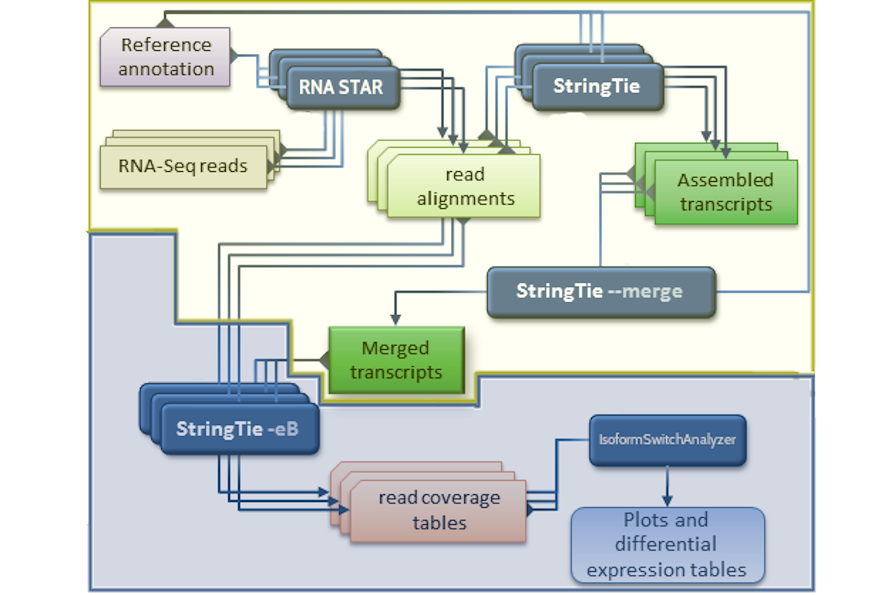 Reference
annotation
RNA STAR
StringTie
RNA-Seq reads
read
alignments
Assembled
transcripts
StringTie --merge
Merged
transcripts
StringTie -eB
IsoformSwitchAnalyzer
read coverage
tables
Plots and
differential
expression tables